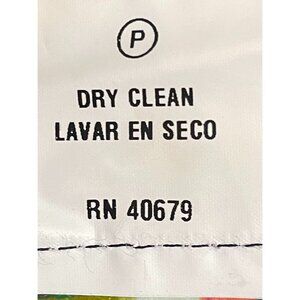 P
DRY CLEAN
LAVAR EN SECO
RN 40679